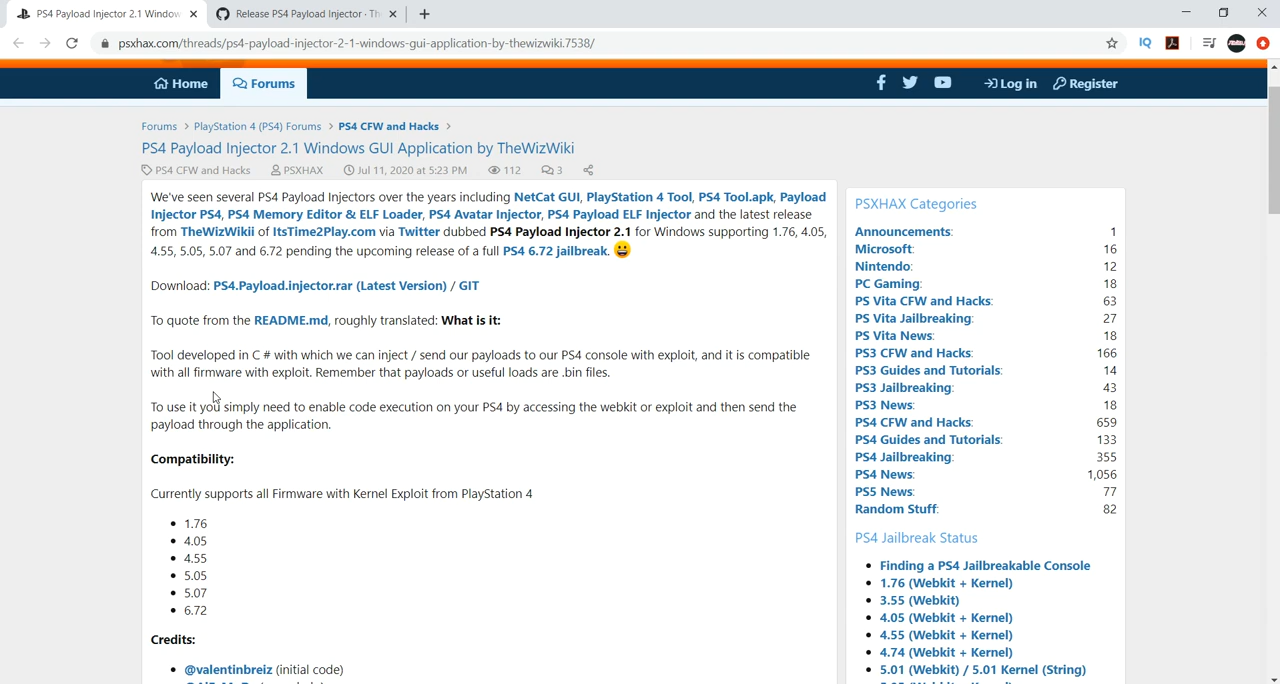 PS4 Payload Injector 2.1 Window
Release PS4 Payload Injector · Th
psxhax.com/threads/ps4-payload-injector-2-1-windows-gui-application-by-thewizwiki.7538/
IQ
Home
Forums
Log in
Register
Forums > PlayStation 4 (PS4) Forums > PS4 CFW and Hacks >
PS4 Payload Injector 2.1 Windows GUI Application by TheWizWiki
PS4 CFW and Hacks PSXHAX Jul 11, 2020 at 5:23 PM 112 3
We've seen several PS4 Payload Injectors over the years including NetCat GUI, PlayStation 4 Tool, PS4 Tool.apk, Payload
Injector PS4, PS4 Memory Editor & ELF Loader, PS4 Avatar Injector, PS4 Payload ELF Injector and the latest release
from TheWizWikii of ItsTime2Play.com via Twitter dubbed PS4 Payload Injector 2.1 for Windows supporting 1.76, 4.05,
4.55, 5.05, 5.07 and 6.72 pending the upcoming release of a full PS4 6.72 jailbreak.
Download: PS4.Payload.injector.rar (Latest Version) / GIT
To quote from the README.md, roughly translated: What is it:
Tool developed in C # with which we can inject / send our payloads to our PS4 console with exploit, and it is compatible
with all firmware with exploit. Remember that payloads or useful loads are .bin files.
To use it you simply need to enable code execution on your PS4 by accessing the webkit or exploit and then send the
payload through the application.
Compatibility:
Currently supports all Firmware with Kernel Exploit from PlayStation 4
• 1.76
• 4.05
• 4.55
• 5.05
• 5.07
• 6.72
Credits:
• @valentinbreiz (initial code)
PSXHAX Categories
Announcements: 1
Microsoft: 16
Nintendo: 12
PC Gaming: 18
PS Vita CFW and Hacks: 63
PS Vita Jailbreaking: 27
PS Vita News: 18
PS3 CFW and Hacks: 166
PS3 Guides and Tutorials: 14
PS3 Jailbreaking: 43
PS3 News: 18
PS4 CFW and Hacks: 659
PS4 Guides and Tutorials: 133
PS4 Jailbreaking: 355
PS4 News: 1,056
PS5 News: 77
Random Stuff: 82
PS4 Jailbreak Status
• Finding a PS4 Jailbreakable Console
• 1.76 (Webkit + Kernel)
• 3.55 (Webkit)
• 4.05 (Webkit + Kernel)
• 4.55 (Webkit + Kernel)
• 4.74 (Webkit + Kernel)
• 5.01 (Webkit) / 5.01 Kernel (String)